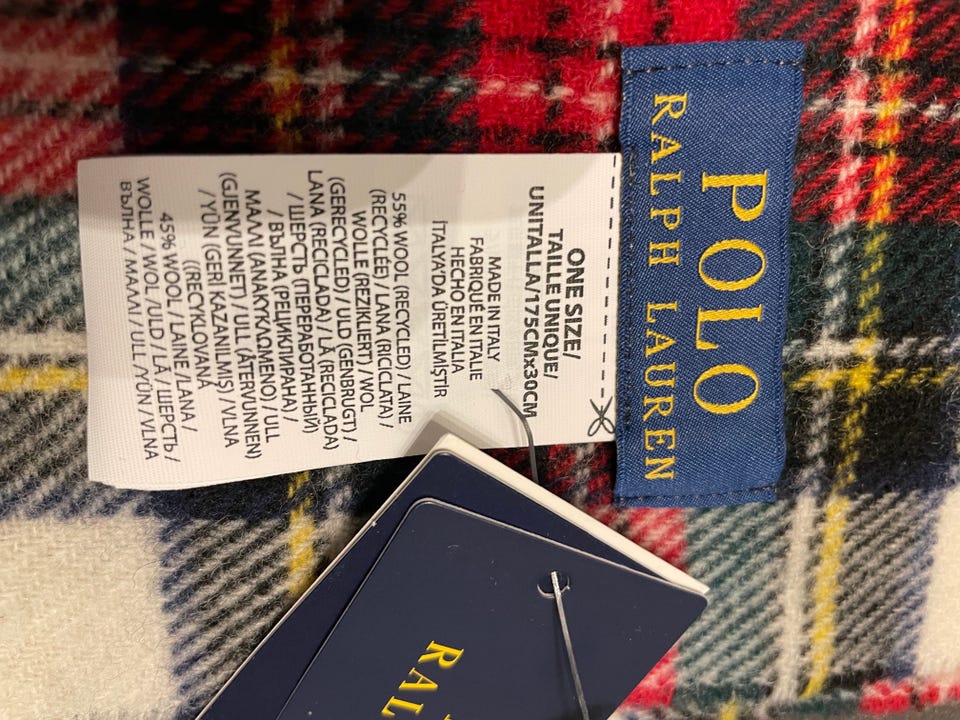 POLO
RALPH LAUREN
ONE SIZE/
TAILLE UNIQUE/
UNITALLA/175CMx30CM
MADE IN ITALY
FABRIQUÉ EN ITALIE
HECHO EN ITALIA
İTALYA'DA ÜRETİLMİŞTİR
55% WOOL (RECYCLED) / LAINE
(RECYCLÉE) / LANA (RICICLATA) /
WOLLE (REZIKLIERT) / WOL
(GERECYCLED) / ULD (GENBRUGT) /
LANA (RECICLADA) / LÃ (RECICLADA)
/ ШЕРСТЬ (ПЕРЕРАБОТАННЫЙ)
/ ВЪЛНА (РЕЦИКЛИРАНА) /
ΜΑΛΛΙ (ΑΝΑΚΥΚΛΩΜΕΝΟ) / ULL
(GJENVUNNET) / ULL (ÅTERVUNNEN)
/ YÜN (GERİ KAZANILMIŞ) / VLNA
((RECYKLOVANÁ
45% WOOL / LAINE / LANA /
WOLLE / WOL / ULD / LÃ / ШЕРСТЬ /
ВЪЛНА / ΜΑΛΛΙ / ULL / YÜN / VLNA
RAL